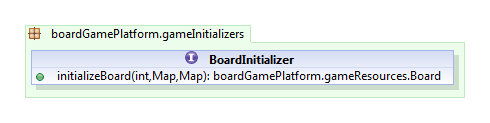 boardGamePlatform.gameInitializers
I BoardInitializer
initializeBoard(int,Map,Map): boardGamePlatform.gameResources.Board